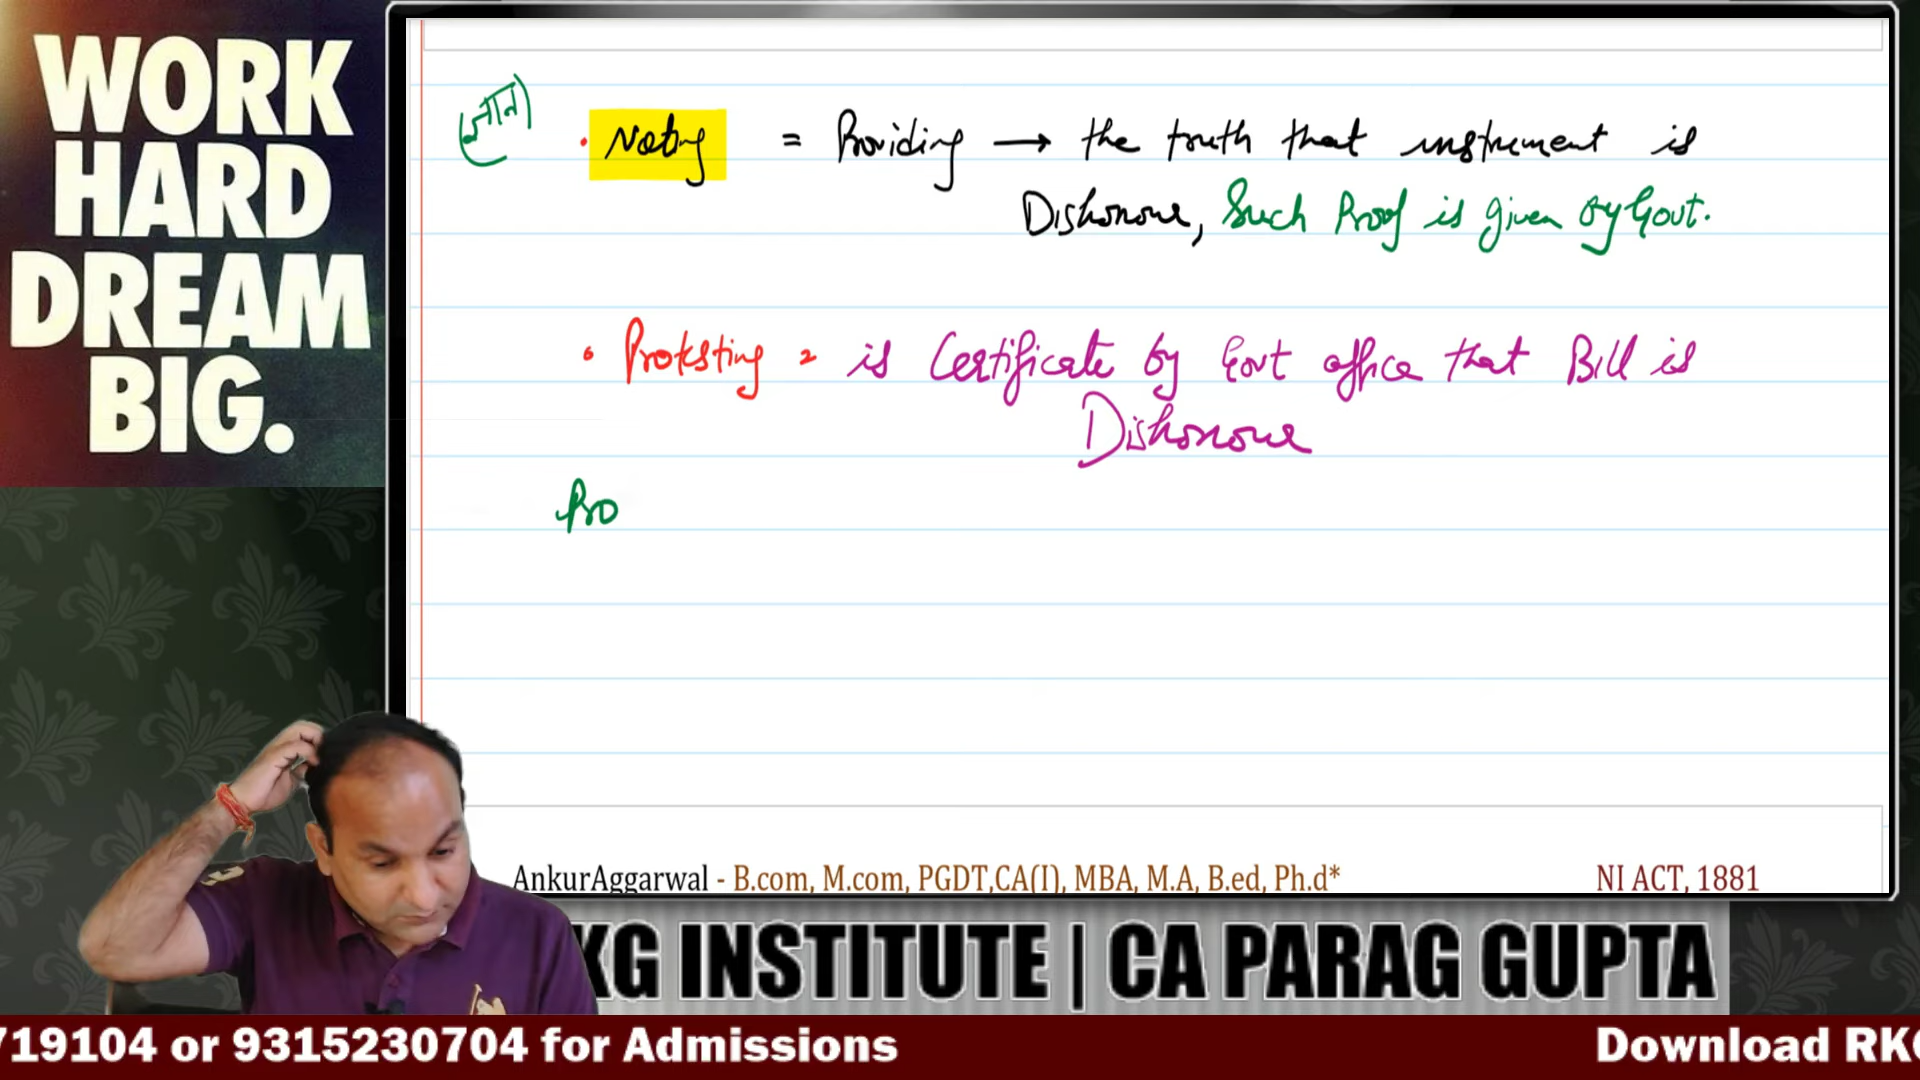 WORK
HARD
DREAM
BIG.
• Noting = Providing → the truth that instrument is
Dishonour, Such Proof is given By Govt.
• Protesting = is Certificate by Govt office that Bill is
Dishonour
Pro
AnkurAggarwal - B.com, M.com, PGDT,CA(I), MBA, M.A, B.ed, Ph.d* NI ACT, 1881
KG INSTITUTE | CA PARAG GUPTA
719104 or 9315230704 for Admissions Download RK